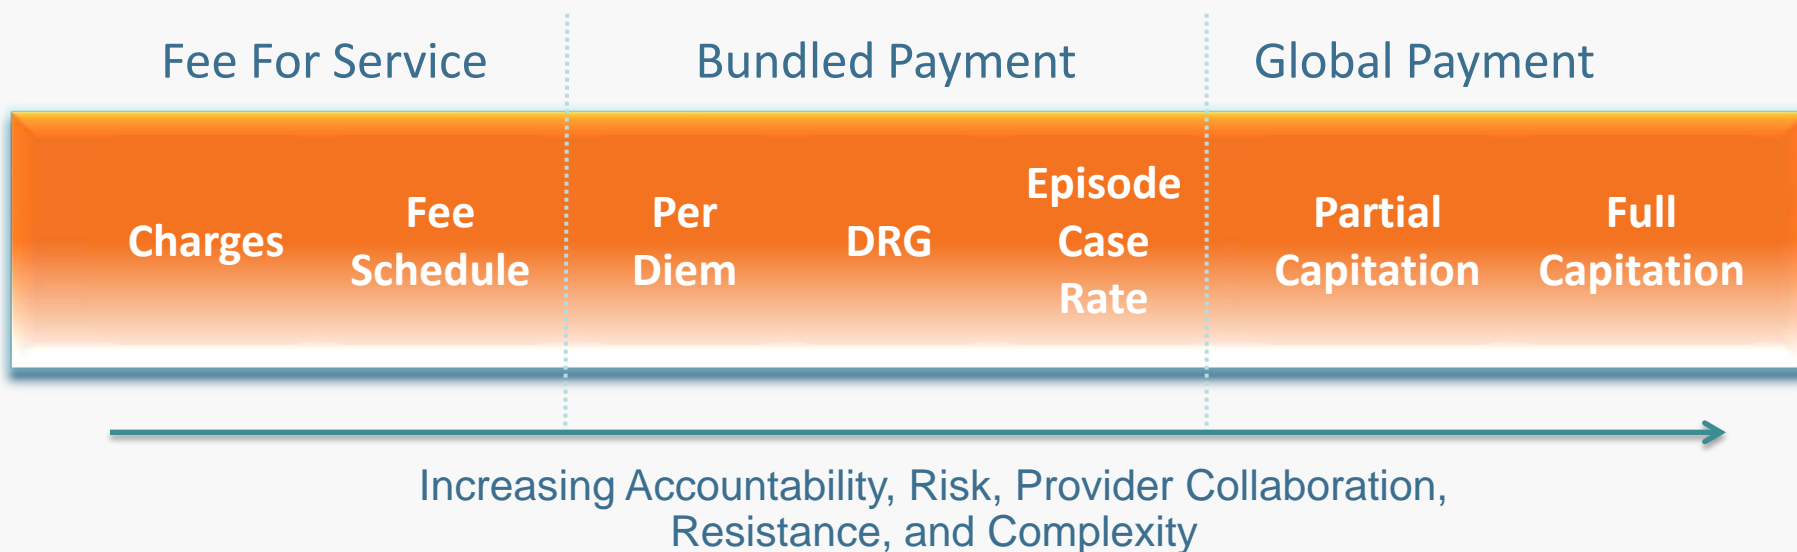 Fee For Service
Bundled Payment
Global Payment
Charges
Fee
Schedule
Per
Diem
DRG
Episode
Case
Rate
Partial
Capitation
Full
Capitation
Increasing Accountability, Risk, Provider Collaboration,
Resistance, and Complexity